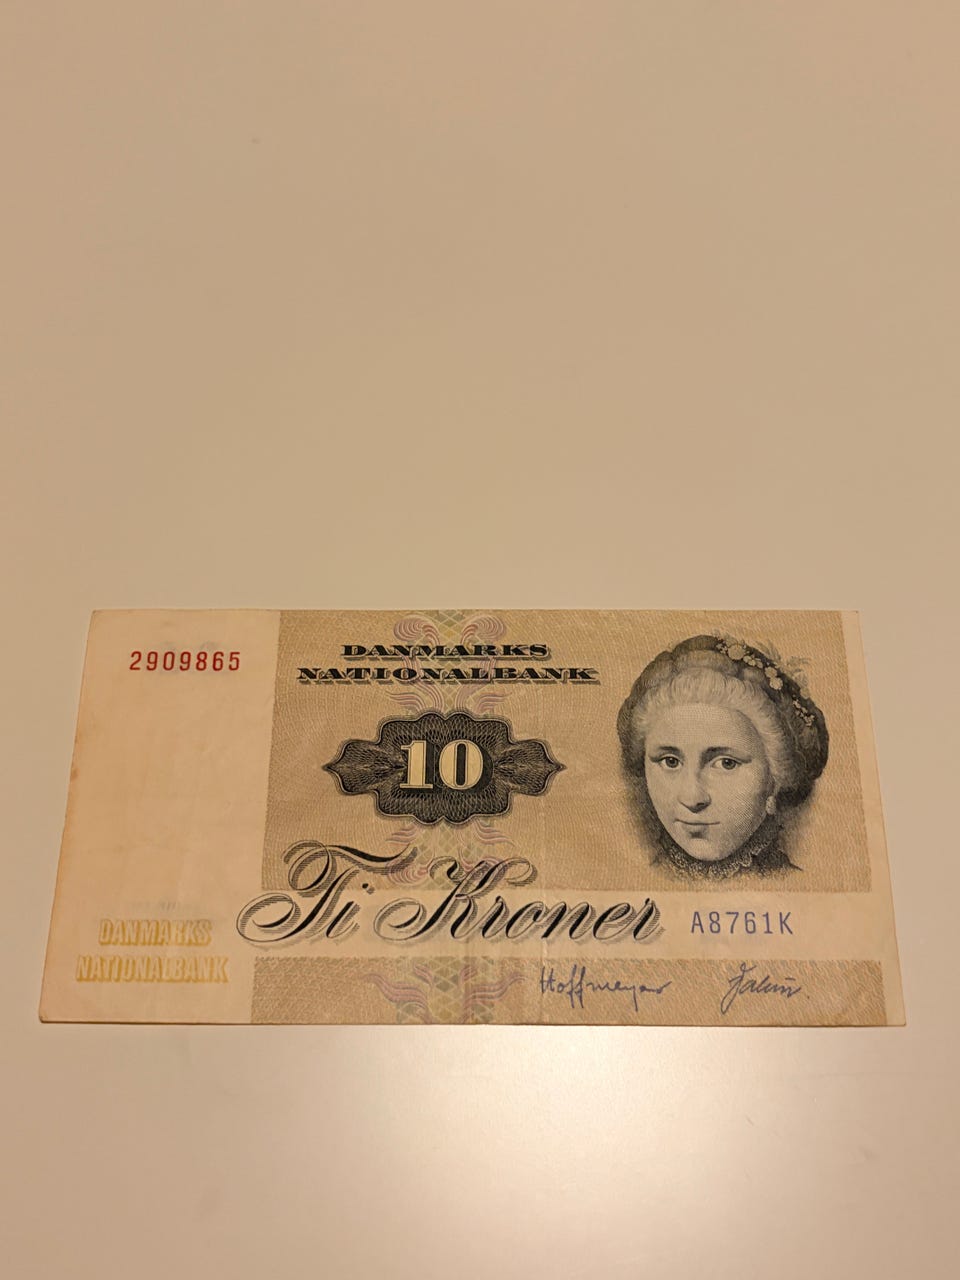 2909865
DANMARKS
NATIONALBANK
10
Ti Kroner
A8761K
DANMARKS
NATIONALBANK
Hoffmeyer